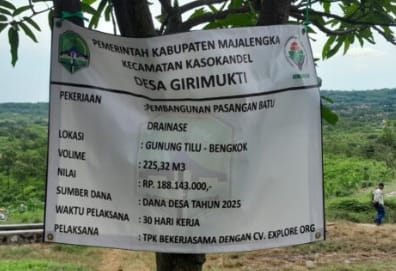 PEMERINTAH KABUPATEN MAJALENGKA
KECAMATAN KASOKANDEL
DESA GIRIMUKTI
PEKERJAAN : PEMBANGUNAN PASANGAN BATU
DRAINASE
LOKASI : GUNUNG TILU - BENGKOK
VOLUME : 225,32 M3
NILAI : RP. 188.143.000,-
SUMBER DANA : DANA DESA TAHUN 2025
WAKTU PELAKSANA : 30 HARI KERJA
PELAKSANA : TPK BEKERJASAMA DENGAN CV. EXPLORE ORG